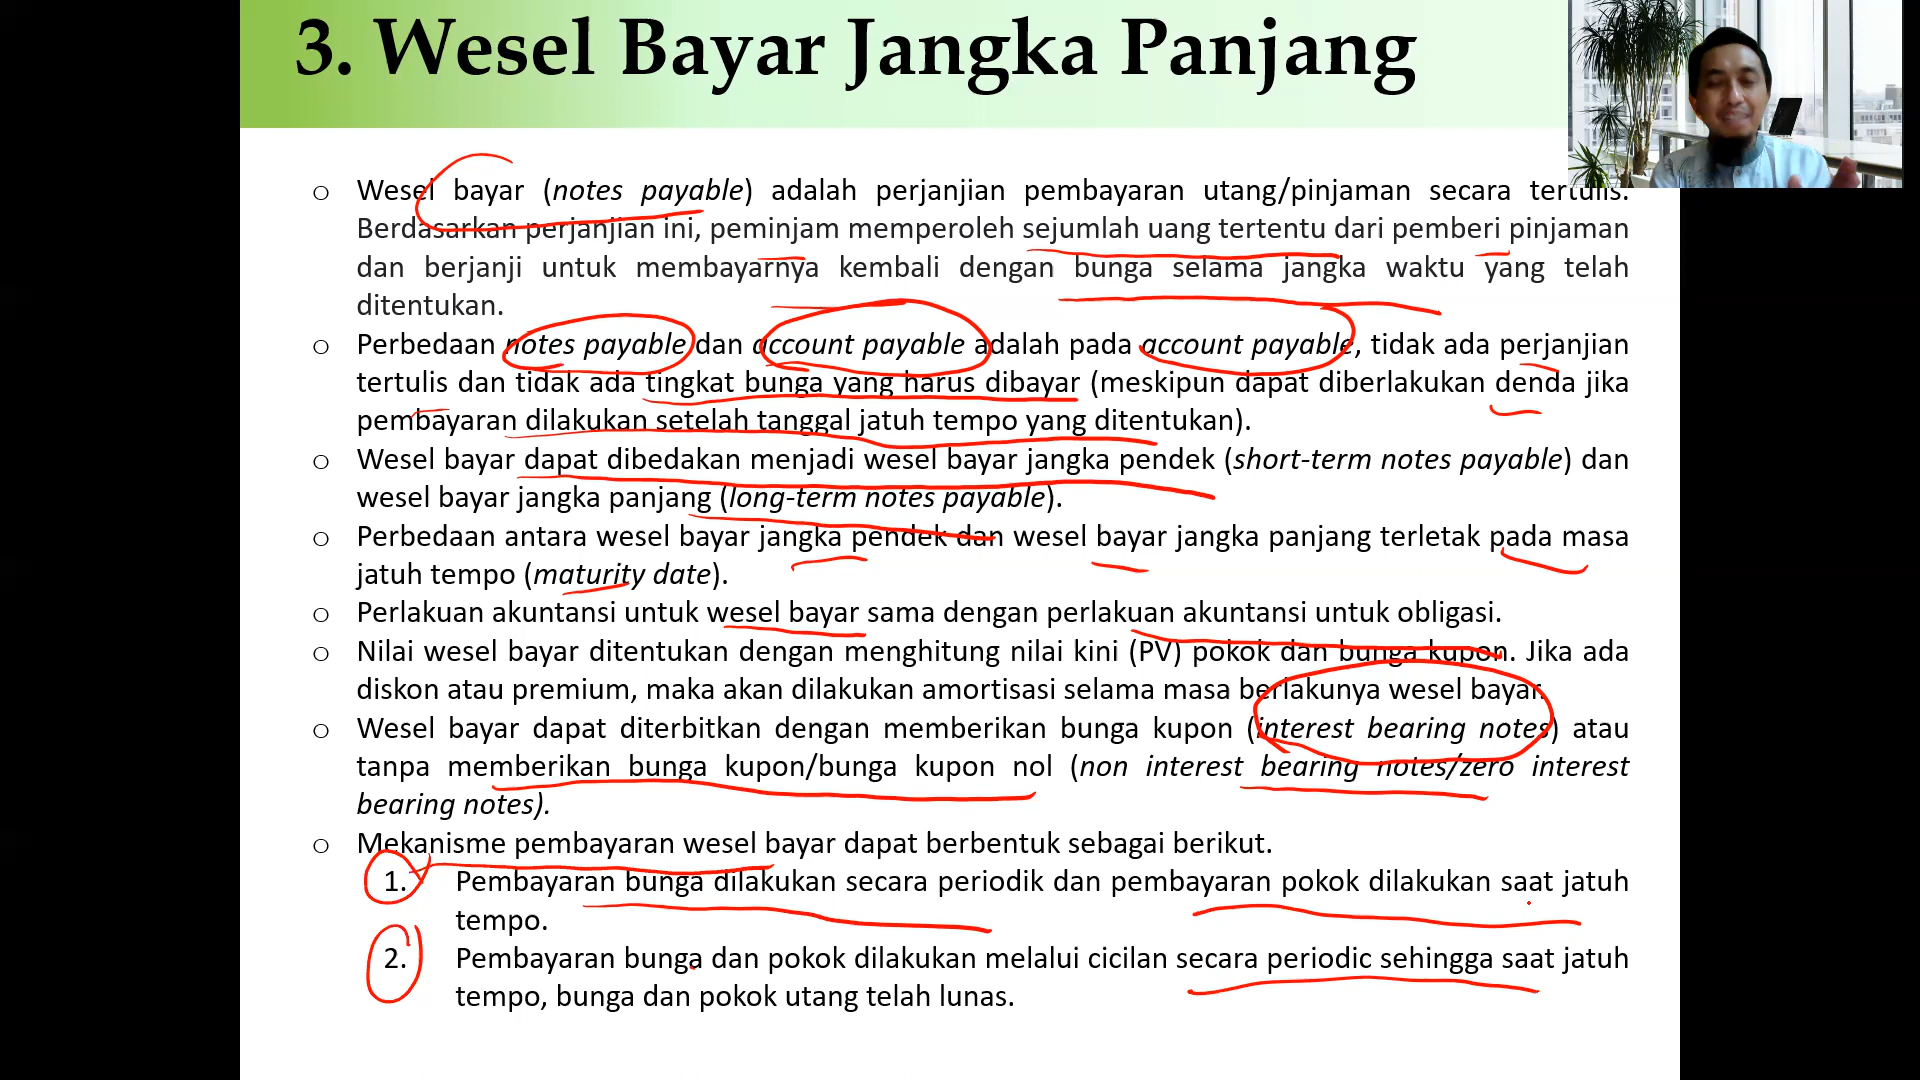 3. Wesel Bayar Jangka Panjang
o Wesel bayar (notes payable) adalah perjanjian pembayaran utang/pinjaman secara tertulis.
Berdasarkan perjanjian ini, peminjam memperoleh sejumlah uang tertentu dari pemberi pinjaman
dan berjanji untuk membayarnya kembali dengan bunga selama jangka waktu yang telah
ditentukan.
o Perbedaan notes payable dan account payable adalah pada account payable, tidak ada perjanjian
tertulis dan tidak ada tingkat bunga yang harus dibayar (meskipun dapat diberlakukan denda jika
pembayaran dilakukan setelah tanggal jatuh tempo yang ditentukan).
o Wesel bayar dapat dibedakan menjadi wesel bayar jangka pendek (short-term notes payable) dan
wesel bayar jangka panjang (long-term notes payable).
o Perbedaan antara wesel bayar jangka pendek dan wesel bayar jangka panjang terletak pada masa
jatuh tempo (maturity date).
o Perlakuan akuntansi untuk wesel bayar sama dengan perlakuan akuntansi untuk obligasi.
o Nilai wesel bayar ditentukan dengan menghitung nilai kini (PV) pokok dan bunga kupon. Jika ada
diskon atau premium, maka akan dilakukan amortisasi selama masa berlakunya wesel bayar.
o Wesel bayar dapat diterbitkan dengan memberikan bunga kupon (interest bearing notes) atau
tanpa memberikan bunga kupon/bunga kupon nol (non interest bearing notes/zero interest
bearing notes).
o Mekanisme pembayaran wesel bayar dapat berbentuk sebagai berikut.
1. Pembayaran bunga dilakukan secara periodik dan pembayaran pokok dilakukan saat jatuh
tempo.
2. Pembayaran bunga dan pokok dilakukan melalui cicilan secara periodic sehingga saat jatuh
tempo, bunga dan pokok utang telah lunas.